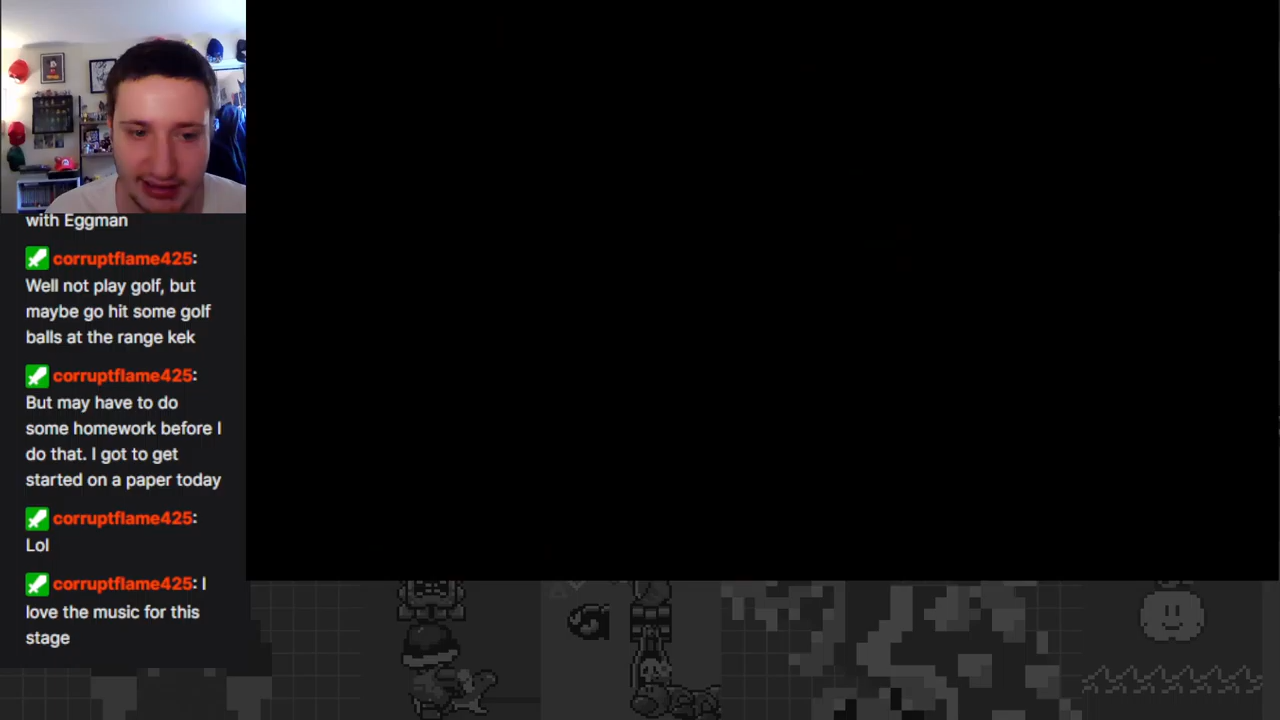 with Eggman
corruptflame425:
Well not play golf, but
maybe go hit some golf
balls at the range kek
corruptflame425:
But may have to do
some homework before I
do that. I got to get
started on a paper today
corruptflame425:
Lol
corruptflame425: I
love the music for this
stage